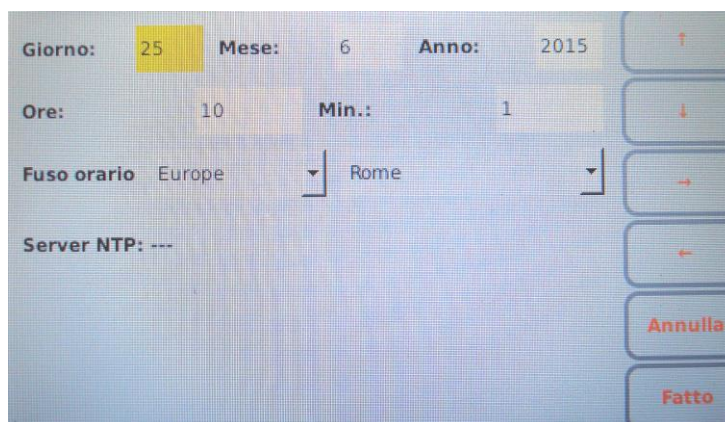 Giorno: 25 Mese: 6 Anno: 2015
↑
Ore: 10 Min.: 1
↓
Fuso orario Europe Rome
→
Server NTP: ---
←
Annulla
Fatto